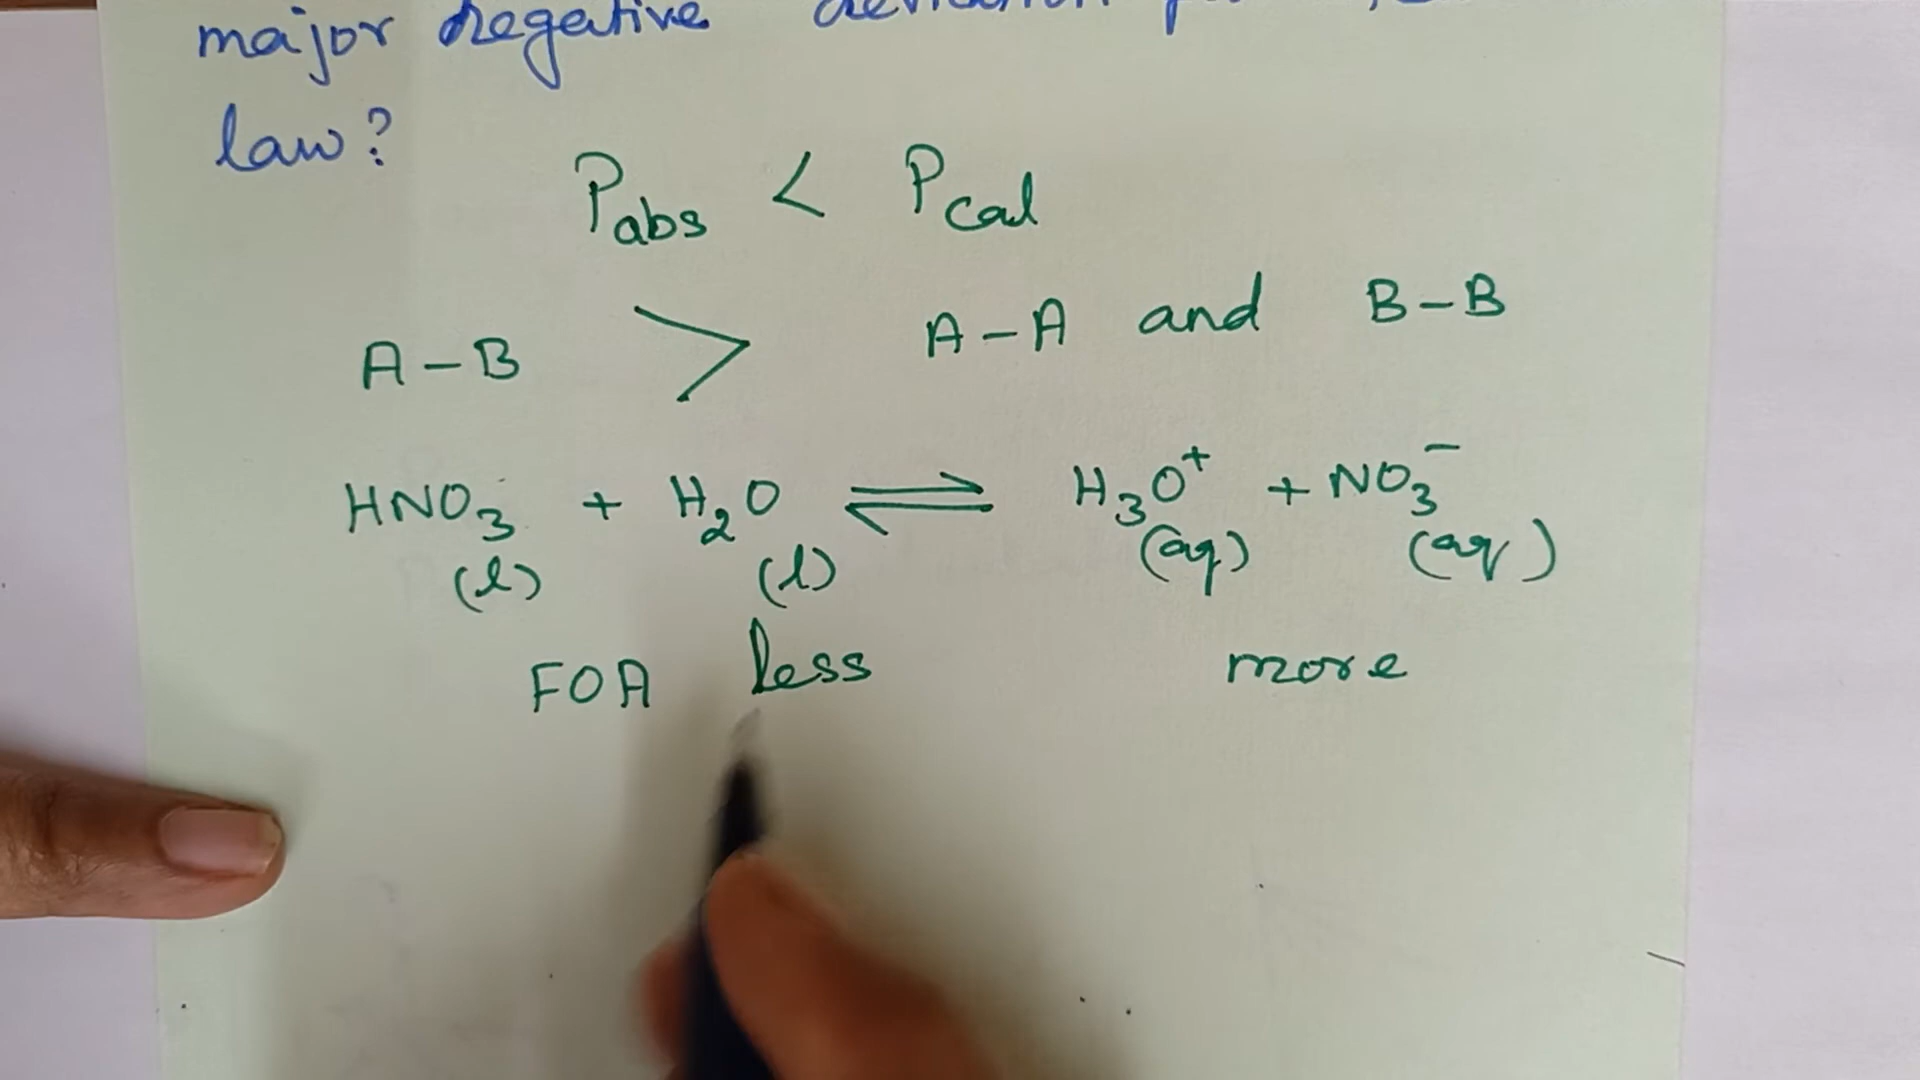 major negative
law?
Pabs < Pcal
A-B > A-A and B-B
HNO₃ + H₂O ⇌ H₃O⁺ + NO₃⁻
(l) (l) (aq) (aq)
FOA less more